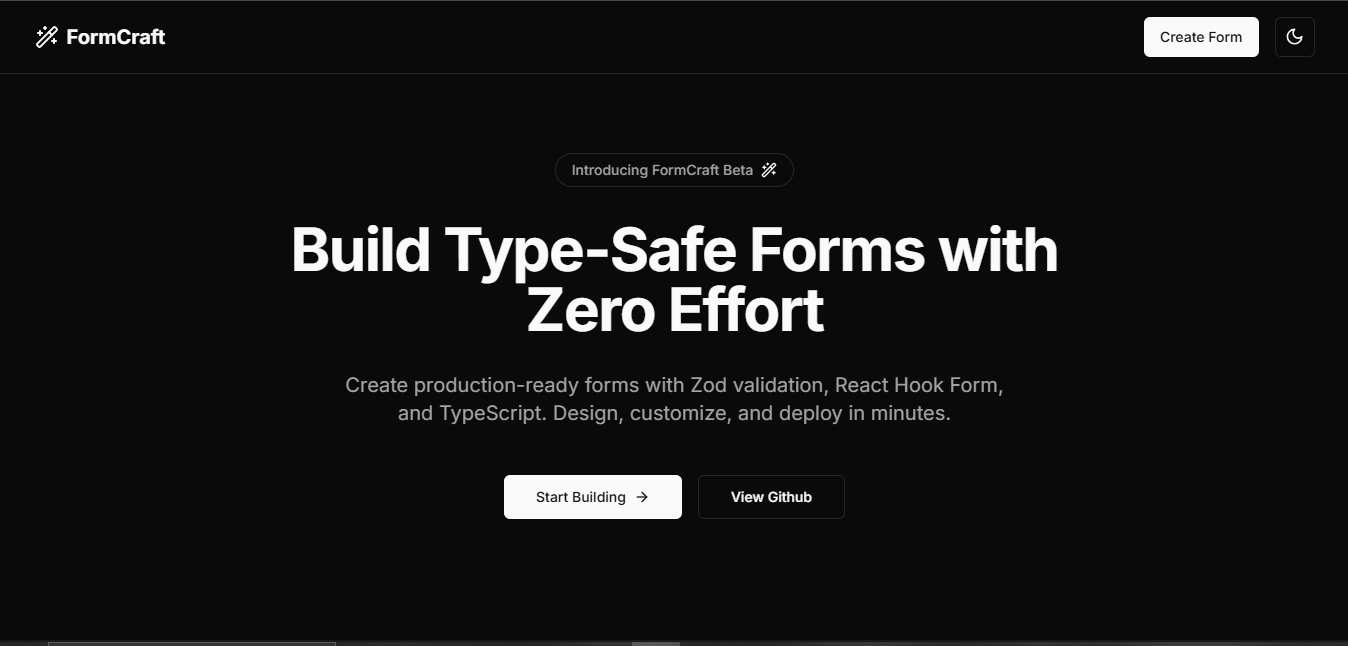 FormCraft
Create Form
Introducing FormCraft Beta
Build Type-Safe Forms with
Zero Effort
Create production-ready forms with Zod validation, React Hook Form,
and TypeScript. Design, customize, and deploy in minutes.
Start Building
View Github